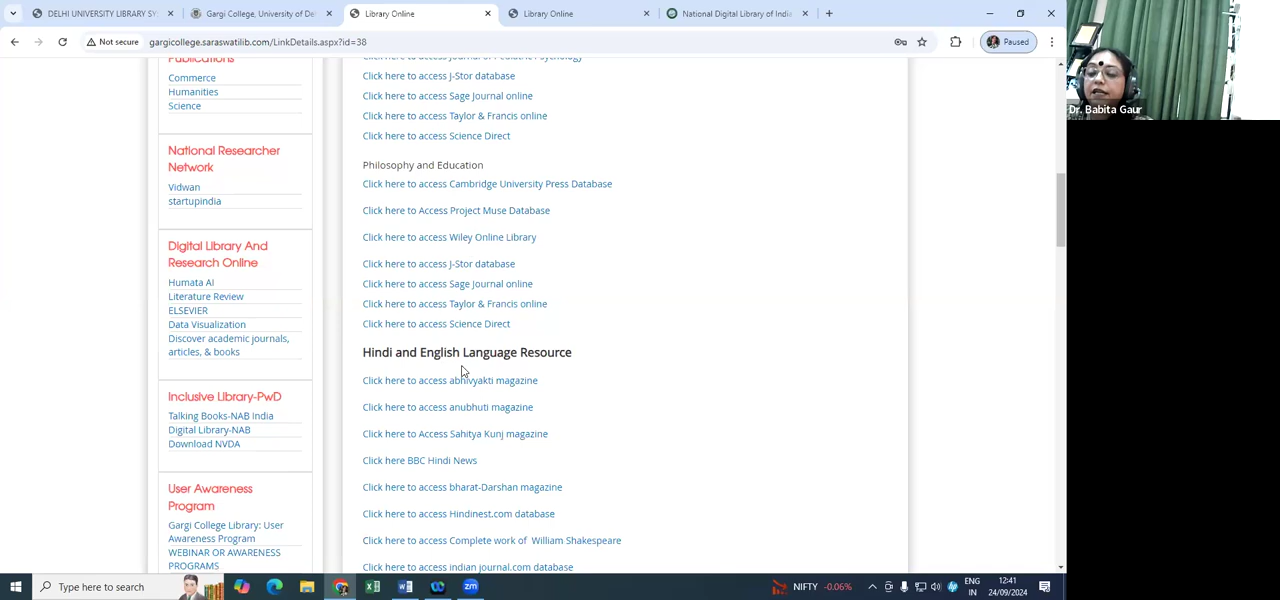 DELHI UNIVERSITY LIBRARY SY
Gargi College, University of De
Library Online
Library Online
National Digital Library of India
Not secure
gargicollege.saraswatilib.com/LinkDetails.aspx?id=38
Paused
Dr. Babita Gaur
Publications
Commerce
Humanities
Science
National Researcher
Network
Vidwan
startupindia
Digital Library And
Research Online
Humata AI
Literature Review
ELSEVIER
Data Visualization
Discover academic journals,
articles, & books
Inclusive Library-PwD
Talking Books-NAB India
Digital Library-NAB
Download NVDA
User Awareness
Program
Gargi College Library: User
Awareness Program
WEBINAR OR AWARENESS
PROGRAMS
Click here to access Journal of Pediatric Psychology
Click here to access J-Stor database
Click here to access Sage Journal online
Click here to access Taylor & Francis online
Click here to access Science Direct
Philosophy and Education
Click here to access Cambridge University Press Database
Click here to Access Project Muse Database
Click here to access Wiley Online Library
Click here to access J-Stor database
Click here to access Sage Journal online
Click here to access Taylor & Francis online
Click here to access Science Direct
Hindi and English Language Resource
Click here to access abhivyakti magazine
Click here to access anubhuti magazine
Click here to Access Sahitya Kunj magazine
Click here BBC Hindi News
Click here to access bharat-Darshan magazine
Click here to access Hindinest.com database
Click here to access Complete work of William Shakespeare
Click here to access indian journal.com database
Type here to search
NIFTY -0.06%
ENG
IN
12:41
24/09/2024